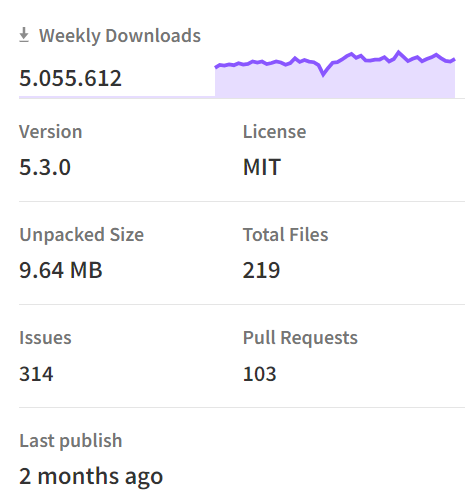 Weekly Downloads
5.055.612
Version
License
5.3.0
MIT
Unpacked Size
Total Files
9.64 MB
219
Issues
Pull Requests
314
103
Last publish
2 months ago